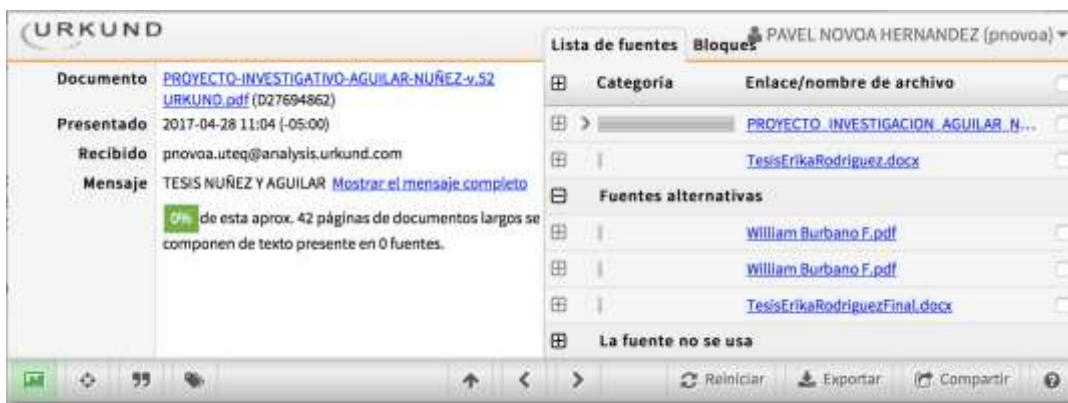 URKUND
PAVEL NOVOA HERNANDEZ (pnovoa)
Lista de fuentes Bloques
Documento PROYECTO-INVESTIGATIVO-AGUILAR-NUÑEZ-v.52
URKUND.pdf (D27694862)
Presentado 2017-04-28 11:04 (-05:00)
Recibido pnovoa.uteq@analysis.urkund.com
Mensaje TESIS NUÑEZ Y AGUILAR Mostrar el mensaje completo
0% de esta aprox. 42 páginas de documentos largos se
componen de texto presente en 0 fuentes.
Categoría Enlace/nombre de archivo
PROYECTO INVESTIGACION AGUILAR N...
TesisErikaRodriguez.docx
Fuentes alternativas
William Burbano F.pdf
William Burbano F.pdf
TesisErikaRodriguezFinal.docx
La fuente no se usa
Reiniciar Exportar Compartir